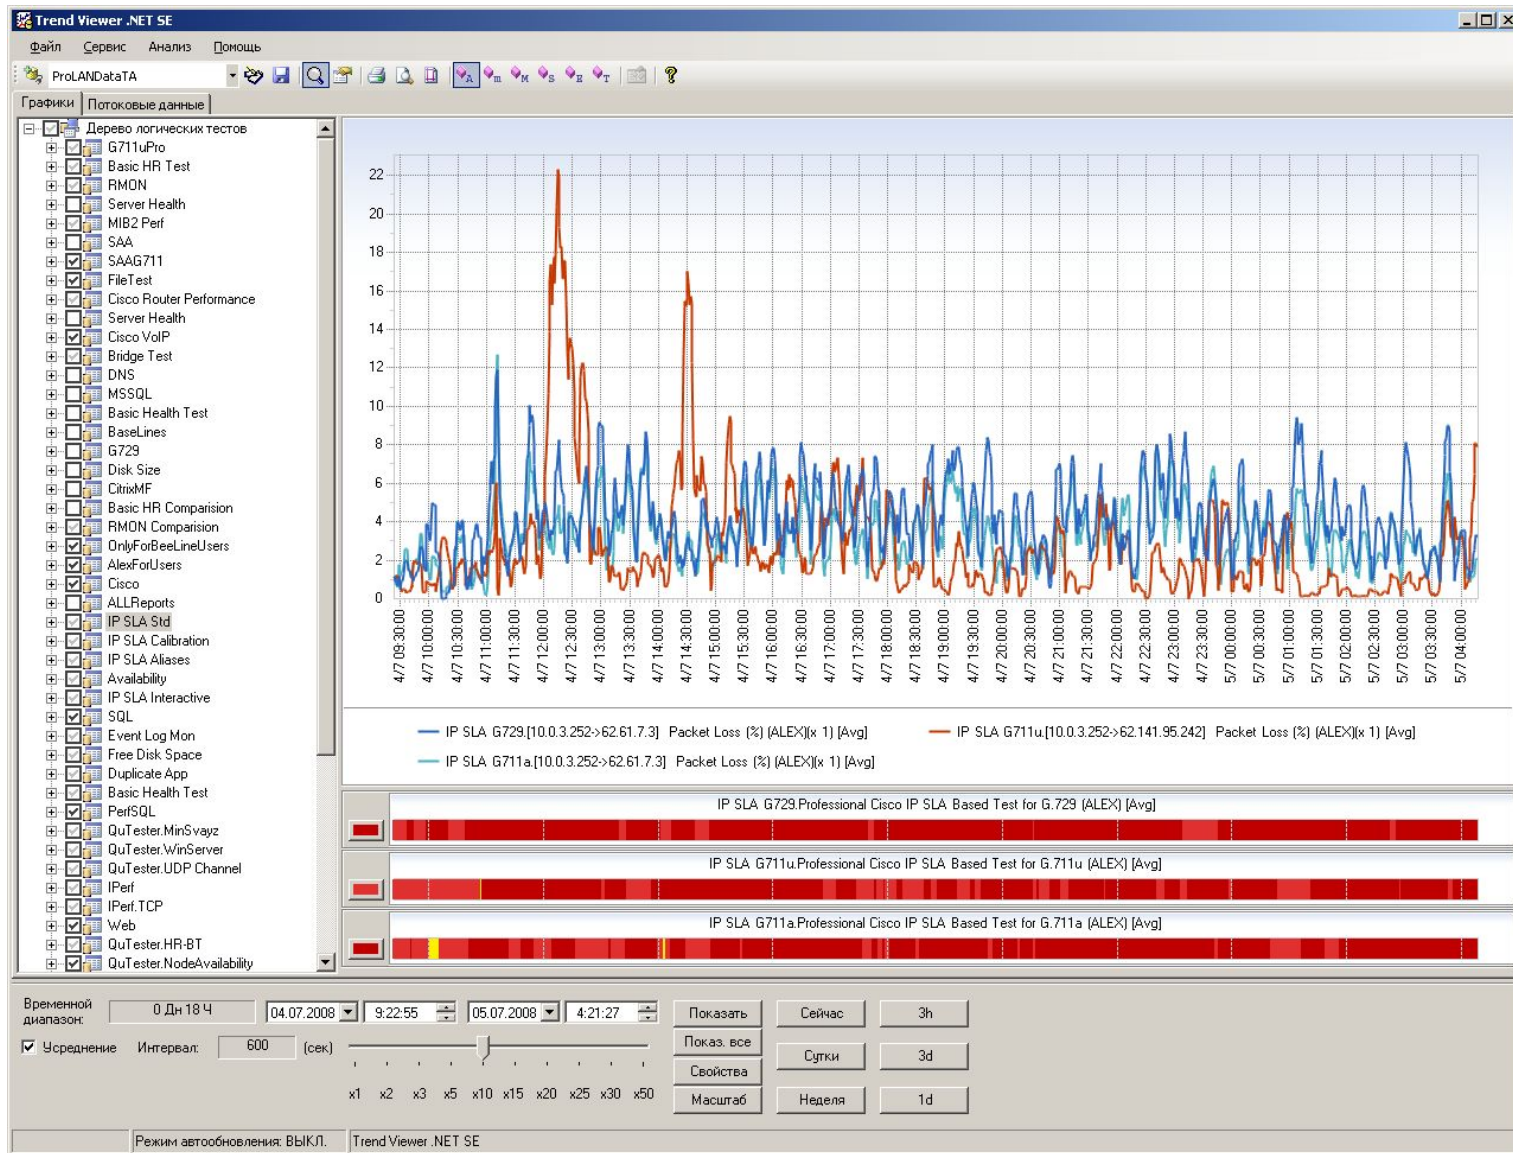 Trend Viewer .NET SE
Файл Сервис Анализ Помощь
ProLANDataTA
A m M S E T
Графики Потоковые данные
Дерево логических тестов
G711uPro
Basic HR Test
RMON
Server Health
MIB2 Perf
SAA
SAAG711
FileTest
Cisco Router Performance
Server Health
Cisco VoIP
Bridge Test
DNS
MSSQL
Basic Health Test
BaseLines
G729
Disk Size
CitrixMF
Basic HR Comparision
RMON Comparision
OnlyForBeeLineUsers
AlexForUsers
Cisco
ALLReports
IP SLA Std
IP SLA Calibration
IP SLA Aliases
Availability
IP SLA Interactive
SQL
Event Log Mon
Free Disk Space
Duplicate App
Basic Health Test
PerfSQL
QuTester.MinSvayz
QuTester.WinServer
QuTester.UDP Channel
IPerf
IPerf.TCP
Web
QuTester.HR-BT
QuTester.NodeAvailability
22
20
18
16
14
12
10
8
6
4
2
0
4/7 09:30:00
4/7 10:00:00
4/7 10:30:00
4/7 11:00:00
4/7 11:30:00
4/7 12:00:00
4/7 12:30:00
4/7 13:00:00
4/7 13:30:00
4/7 14:00:00
4/7 14:30:00
4/7 15:00:00
4/7 15:30:00
4/7 16:00:00
4/7 16:30:00
4/7 17:00:00
4/7 17:30:00
4/7 18:00:00
4/7 18:30:00
4/7 19:00:00
4/7 19:30:00
4/7 20:00:00
4/7 20:30:00
4/7 21:00:00
4/7 21:30:00
4/7 22:00:00
4/7 22:30:00
4/7 23:00:00
4/7 23:30:00
5/7 00:00:00
5/7 00:30:00
5/7 01:00:00
5/7 01:30:00
5/7 02:00:00
5/7 02:30:00
5/7 03:00:00
5/7 03:30:00
5/7 04:00:00
IP SLA G729.[10.0.3.252->62.61.7.3] Packet Loss (%) (ALEX)(x 1) [Avg]
IP SLA G711u.[10.0.3.252->62.141.95.242] Packet Loss (%) (ALEX)(x 1) [Avg]
IP SLA G711a.[10.0.3.252->62.61.7.3] Packet Loss (%) (ALEX)(x 1) [Avg]
IP SLA G729.Professional Cisco IP SLA Based Test for G.729 (ALEX) [Avg]
IP SLA G711u.Professional Cisco IP SLA Based Test for G.711u (ALEX) [Avg]
IP SLA G711a.Professional Cisco IP SLA Based Test for G.711a (ALEX) [Avg]
Временной диапазон: 0 Дн 18 Ч 04.07.2008 9:22:55 05.07.2008 4:21:27 Показать Сейчас 3h
Усреднение Интервал: 600 (сек) Показ. все Сутки 3d
Свойства
x1 x2 x3 x5 x10 x15 x20 x25 x30 x50 Масштаб Неделя 1d
Режим автообновления: ВЫКЛ. Trend Viewer .NET SE